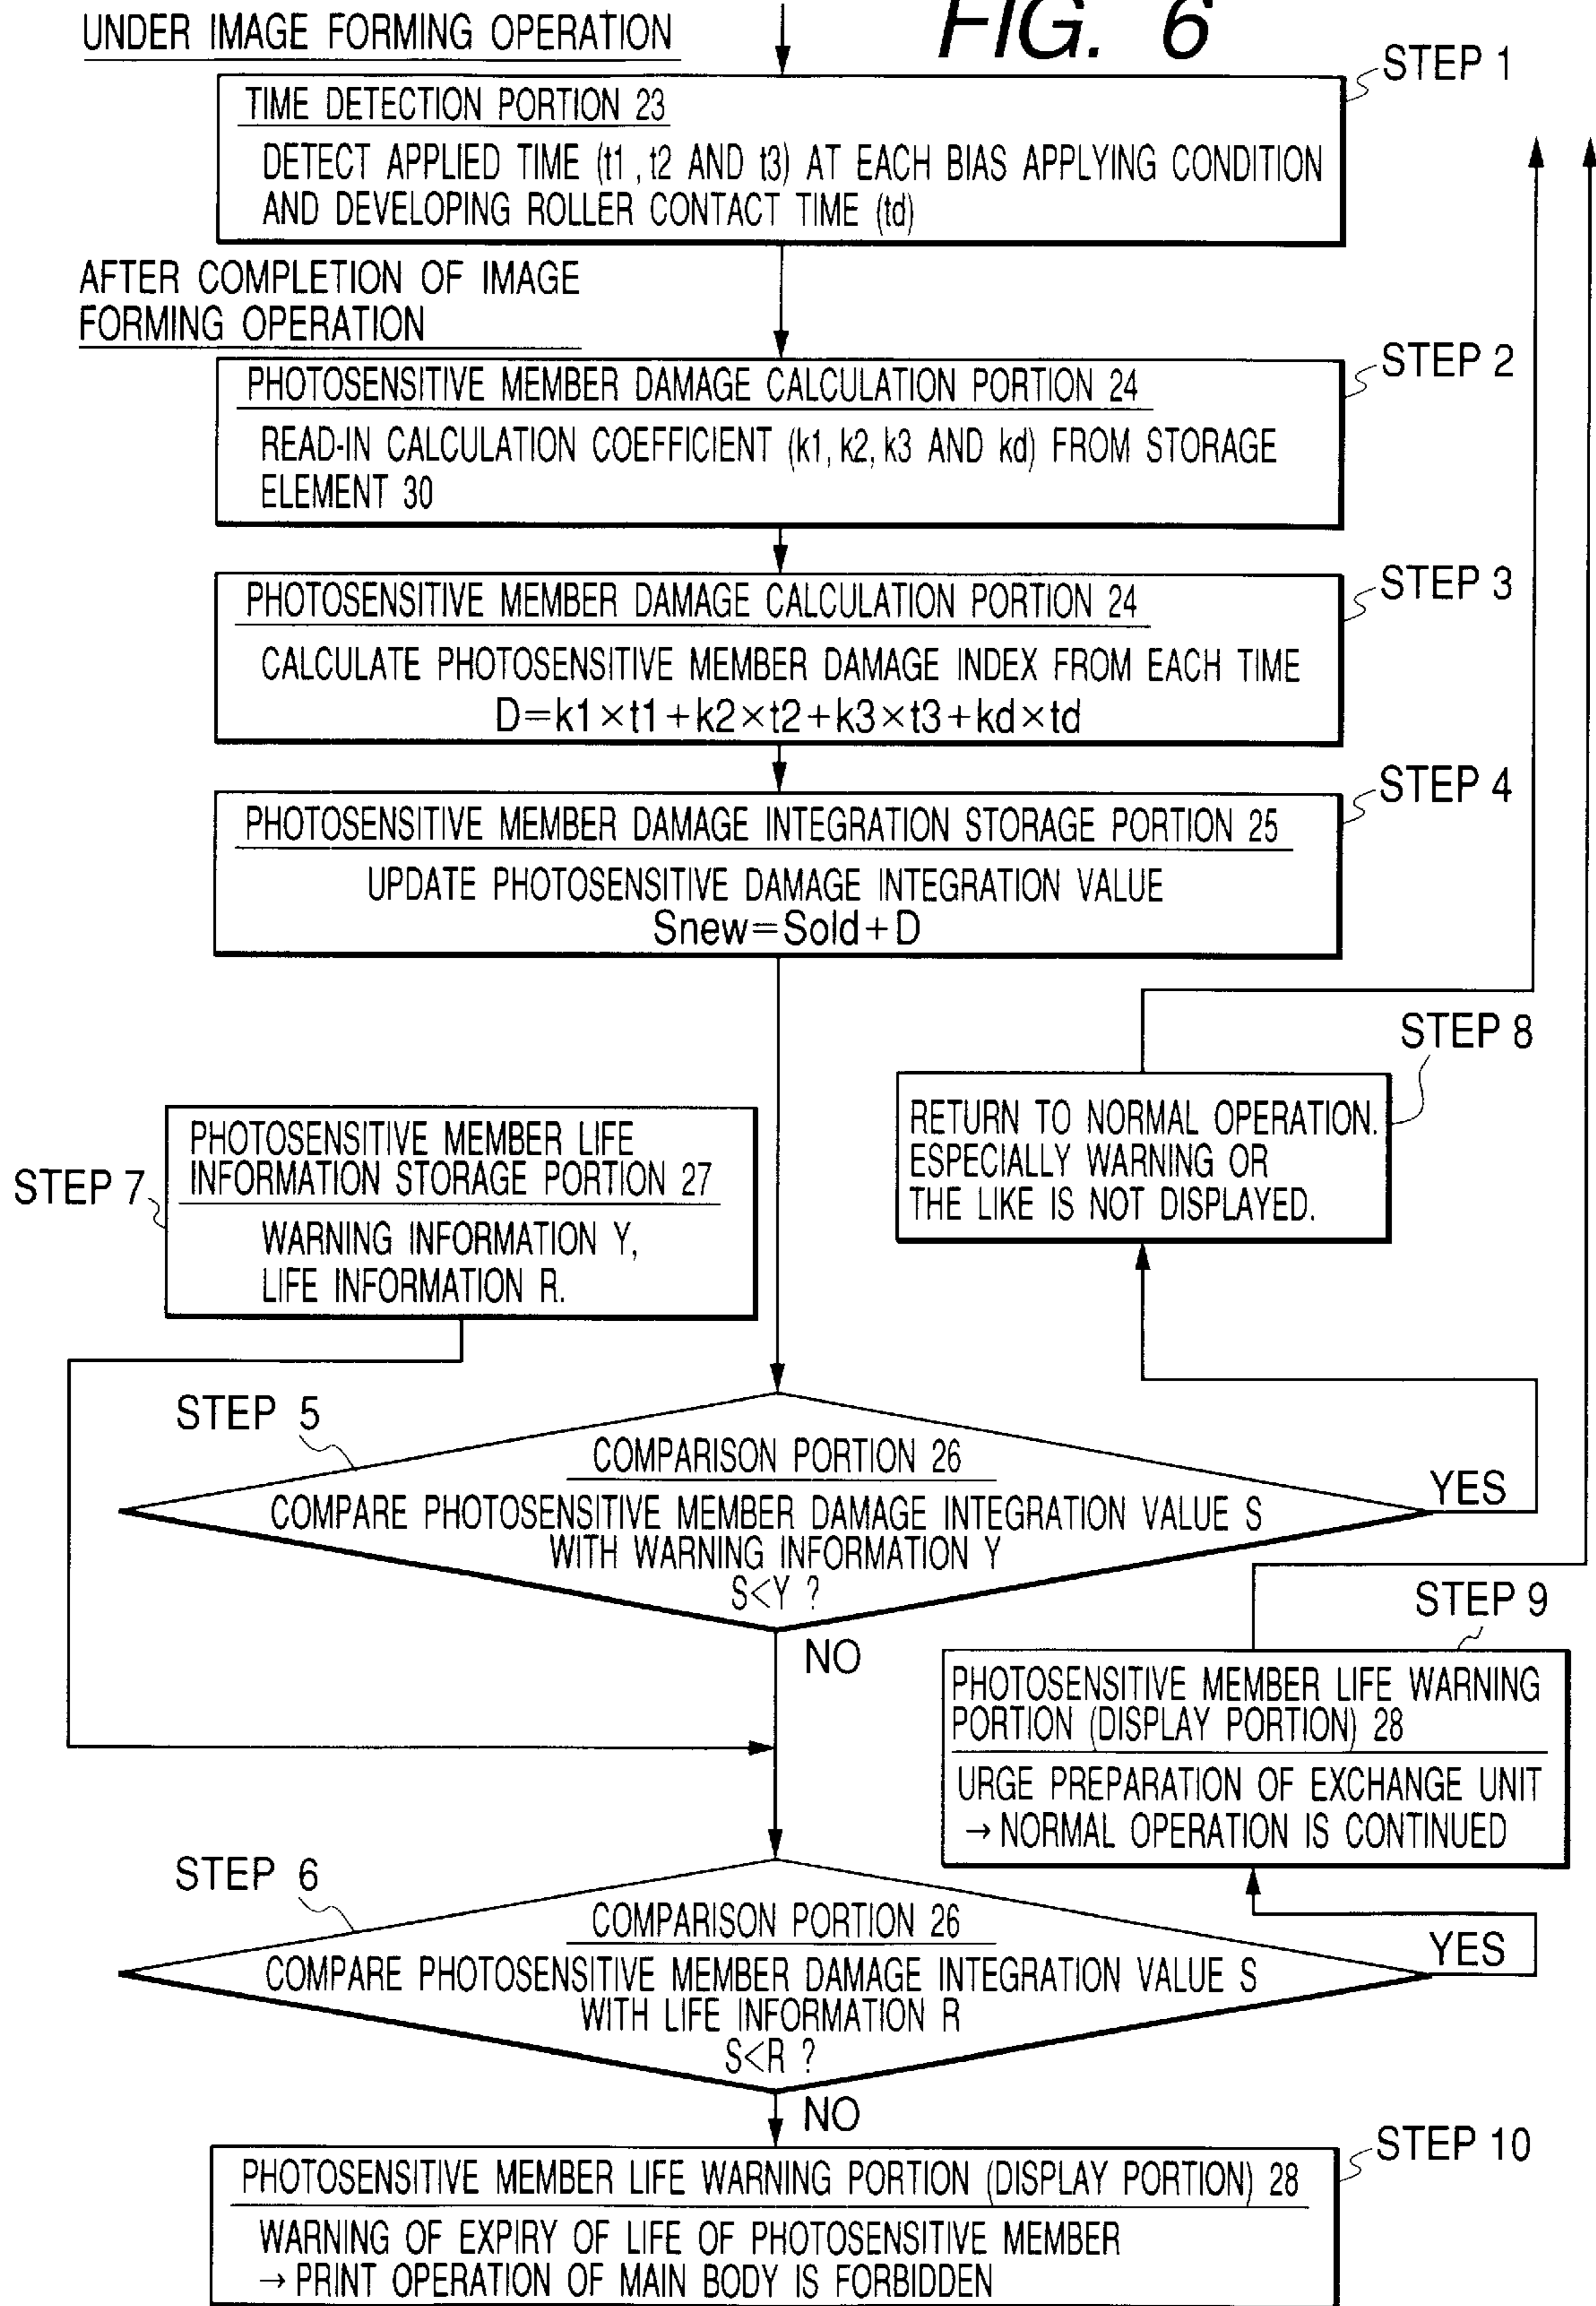 FIG. 6
UNDER IMAGE FORMING OPERATION
STEP 1
TIME DETECTION PORTION 23
DETECT APPLIED TIME (t1, t2 AND t3) AT EACH BIAS APPLYING CONDITION
AND DEVELOPING ROLLER CONTACT TIME (td)
AFTER COMPLETION OF IMAGE
FORMING OPERATION
STEP 2
PHOTOSENSITIVE MEMBER DAMAGE CALCULATION PORTION 24
READ-IN CALCULATION COEFFICIENT (k1, k2, k3 AND kd) FROM STORAGE
ELEMENT 30
STEP 3
PHOTOSENSITIVE MEMBER DAMAGE CALCULATION PORTION 24
CALCULATE PHOTOSENSITIVE MEMBER DAMAGE INDEX FROM EACH TIME
D=k1×t1+k2×t2+k3×t3+kd×td
STEP 4
PHOTOSENSITIVE MEMBER DAMAGE INTEGRATION STORAGE PORTION 25
UPDATE PHOTOSENSITIVE DAMAGE INTEGRATION VALUE
Snew=Sold+D
STEP 8
RETURN TO NORMAL OPERATION.
ESPECIALLY WARNING OR
THE LIKE IS NOT DISPLAYED.
STEP 7
PHOTOSENSITIVE MEMBER LIFE
INFORMATION STORAGE PORTION 27
WARNING INFORMATION Y,
LIFE INFORMATION R.
STEP 5
COMPARISON PORTION 26
COMPARE PHOTOSENSITIVE MEMBER DAMAGE INTEGRATION VALUE S
WITH WARNING INFORMATION Y
S<Y ?
YES
NO
STEP 9
PHOTOSENSITIVE MEMBER LIFE WARNING
PORTION (DISPLAY PORTION) 28
URGE PREPARATION OF EXCHANGE UNIT
→ NORMAL OPERATION IS CONTINUED
STEP 6
COMPARISON PORTION 26
COMPARE PHOTOSENSITIVE MEMBER DAMAGE INTEGRATION VALUE S
WITH LIFE INFORMATION R
S<R ?
YES
NO
STEP 10
PHOTOSENSITIVE MEMBER LIFE WARNING PORTION (DISPLAY PORTION) 28
WARNING OF EXPIRY OF LIFE OF PHOTOSENSITIVE MEMBER
→ PRINT OPERATION OF MAIN BODY IS FORBIDDEN